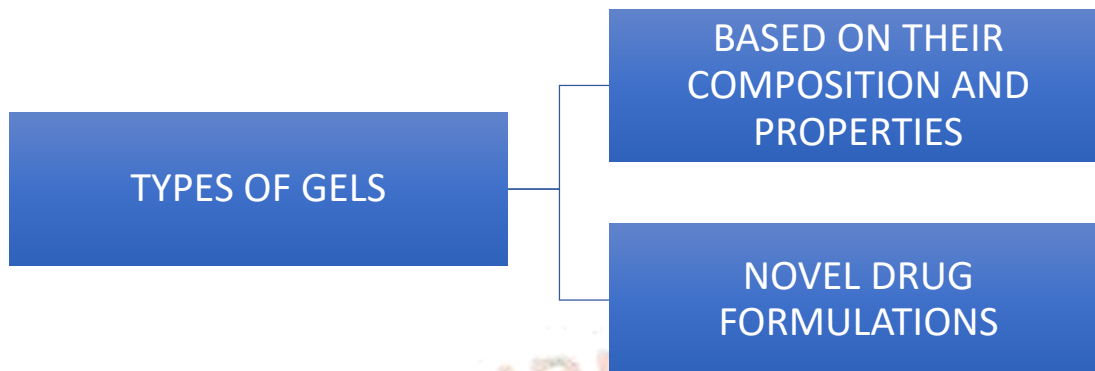 TYPES OF GELS
BASED ON THEIR
COMPOSITION AND
PROPERTIES
NOVEL DRUG
FORMULATIONS